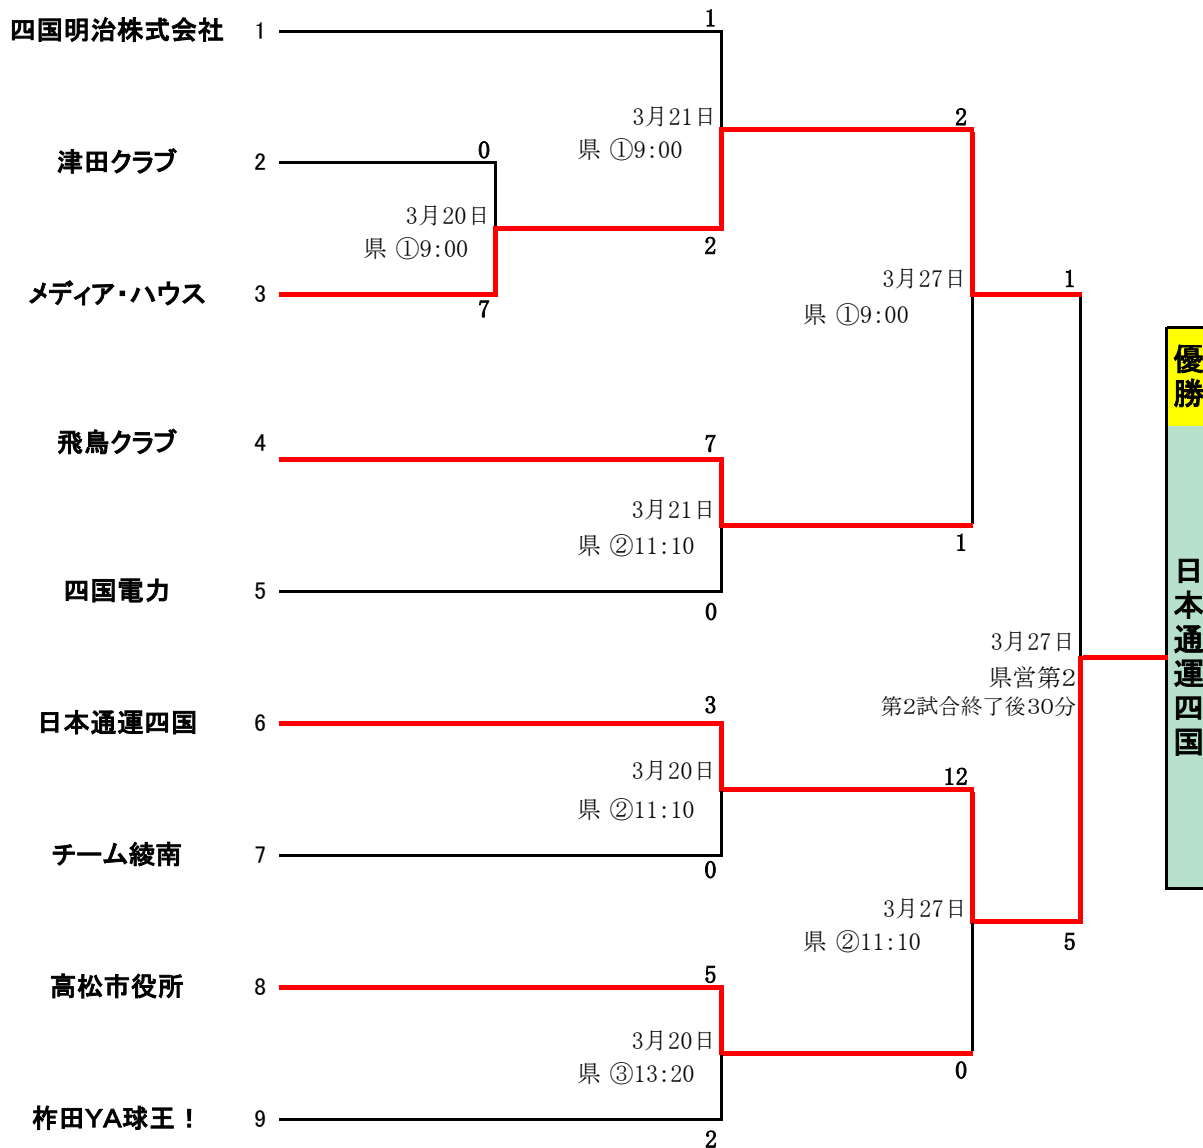 四国明治株式会社 1
1
3月21日
県 ①9:00
2
津田クラブ 2
0
3月20日
県 ①9:00
2
メディア・ハウス 3
7
3月27日
県 ①9:00
1
優勝
飛鳥クラブ 4
7
3月21日
県 ②11:10
1
四国電力 5
0
日本通運四国
3月27日
県営第2
第2試合終了後30分
日本通運四国 6
3
3月20日
県 ②11:10
12
チーム綾南 7
0
3月27日
県 ②11:10
5
高松市役所 8
5
3月20日
県 ③13:20
0
柞田YA球王！ 9
2